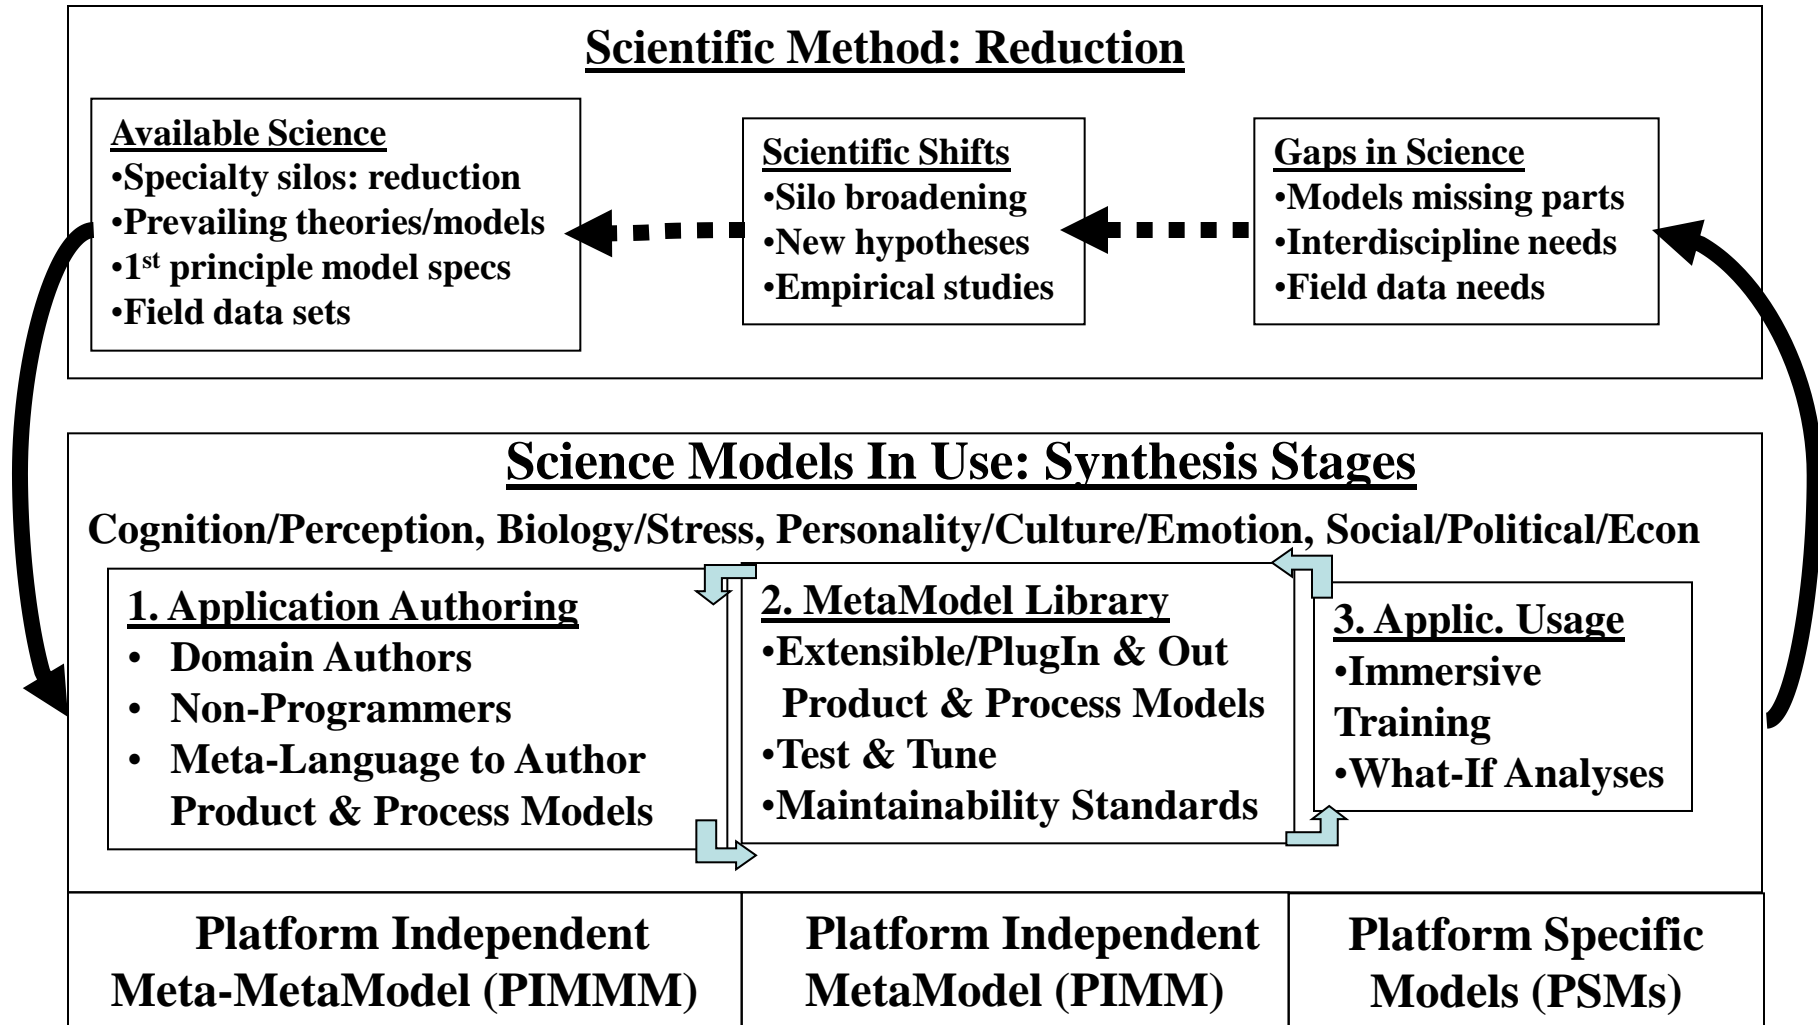 Scientific Method: Reduction
Available Science
•Specialty silos: reduction
•Prevailing theories/models
•1st principle model specs
•Field data sets
Scientific Shifts
•Silo broadening
•New hypotheses
•Empirical studies
Gaps in Science
•Models missing parts
•Interdiscipline needs
•Field data needs
Science Models In Use: Synthesis Stages
Cognition/Perception, Biology/Stress, Personality/Culture/Emotion, Social/Political/Econ
1. Application Authoring
• Domain Authors
• Non-Programmers
• Meta-Language to Author
Product & Process Models
2. MetaModel Library
•Extensible/PlugIn & Out
Product & Process Models
•Test & Tune
•Maintainability Standards
3. Applic. Usage
•Immersive
Training
•What-If Analyses
Platform Independent
Meta-MetaModel (PIMMM)
Platform Independent
MetaModel (PIMM)
Platform Specific
Models (PSMs)